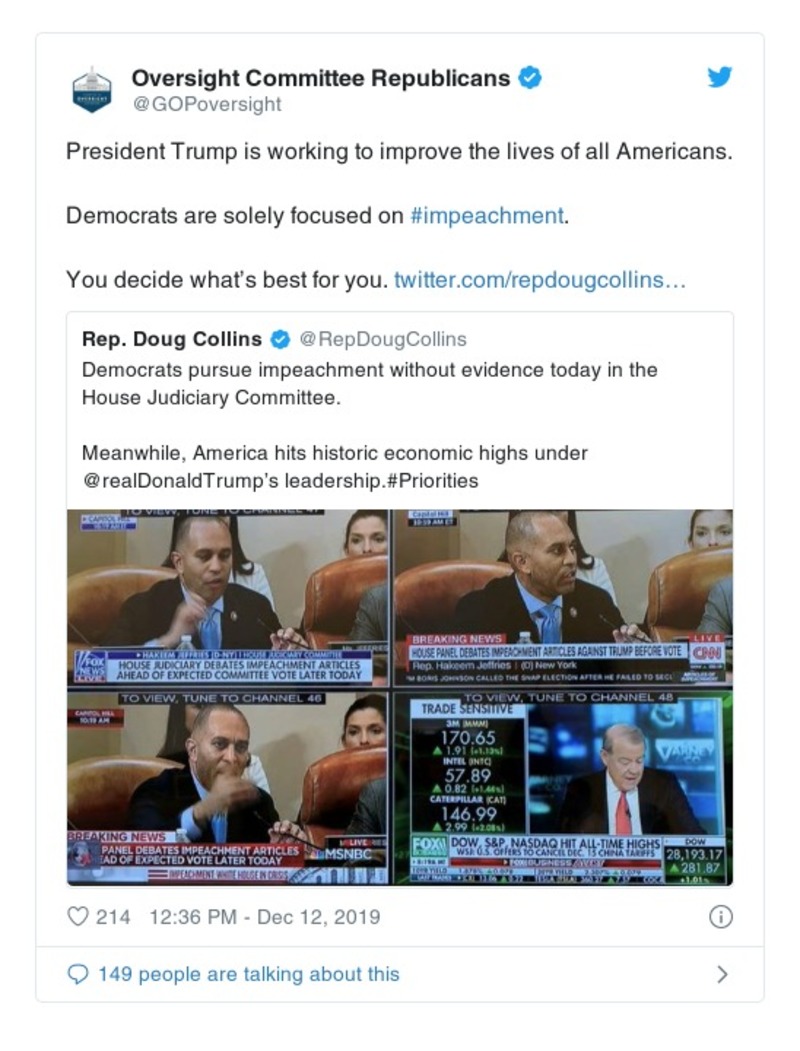 Oversight Committee Republicans
@GOPoversight
President Trump is working to improve the lives of all Americans.
Democrats are solely focused on #impeachment.
You decide what's best for you. twitter.com/repdougcollins…
Rep. Doug Collins @RepDougCollins
Democrats pursue impeachment without evidence today in the
House Judiciary Committee.
Meanwhile, America hits historic economic highs under
@realDonaldTrump's leadership.#Priorities
TO VIEW, TUNE TO CHANNEL 47
CAPITOL HILL
HAKEEM JEFFRIES (D-NY) | HOUSE JUDICIARY COMMITTEE
FOX
NEWS
LIVE
HOUSE JUDICIARY DEBATES IMPEACHMENT ARTICLES
AHEAD OF EXPECTED COMMITTEE VOTE LATER TODAY
Capitol Hill
10:19 AM ET
BREAKING NEWS
LIVE
HOUSE PANEL DEBATES IMPEACHMENT ARTICLES AGAINST TRUMP BEFORE VOTE
CNN
Rep. Hakeem Jeffries | (D) New York
BORIS JOHNSON CALLED THE SNAP ELECTION AFTER HE FAILED TO SECU
TO VIEW, TUNE TO CHANNEL 46
CAPITOL HILL
10:19 AM
BREAKING NEWS
PANEL DEBATES IMPEACHMENT ARTICLES
EAD OF EXPECTED VOTE LATER TODAY
LIVE
MSNBC
IMPEACHMENT: WHITE HOUSE IN CRISIS
TO VIEW, TUNE TO CHANNEL 48
TRADE SENSITIVE
3M (MMM)
170.65
1.91 (+1.13%)
INTEL (INTC)
57.89
0.82 (+1.44%)
CATERPILLAR (CAT)
146.99
2.99 (+2.08%)
VARNEY
FOX
DOW, S&P, NASDAQ HIT ALL-TIME HIGHS
WSJ: U.S. OFFERS TO CANCEL DEC. 15 CHINA TARIFFS
DOW
28,193.17
281.87
+1.01%
214 12:36 PM - Dec 12, 2019
149 people are talking about this